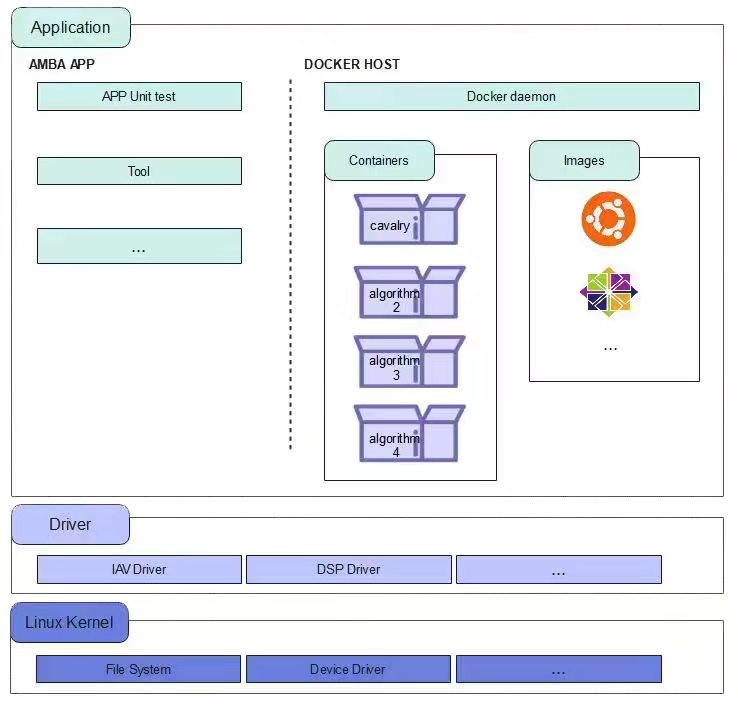 Application
AMBA APP
APP Unit test
Tool
...
DOCKER HOST
Docker daemon
Containers
cavalry
algorithm
2
algorithm
3
algorithm
4
Images
...
Driver
IAV Driver
DSP Driver
...
Linux Kernel
File System
Device Driver
...